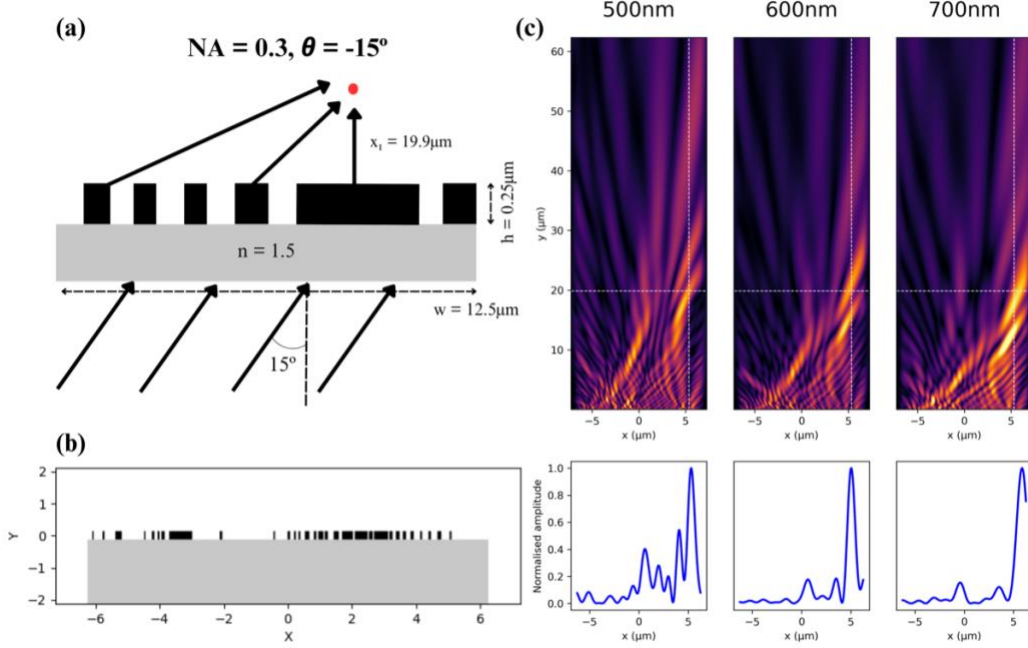 (a)
NA = 0.3, θ = -15º
x₁ = 19.9µm
h = 0.25µm
n = 1.5
w = 12.5µm
15º
(b)
2
1
0
−1
−2
Y
−6 −4 −2 0 2 4 6
X
(c)
500nm 600nm 700nm
60
50
40
30
20
10
y (µm)
−5 0 5 −5 0 5 −5 0 5
x (µm) x (µm) x (µm)
1.0
0.8
0.6
0.4
0.2
0.0
Normalised amplitude
−5 0 5 −5 0 5 −5 0 5
x (µm) x (µm) x (µm)